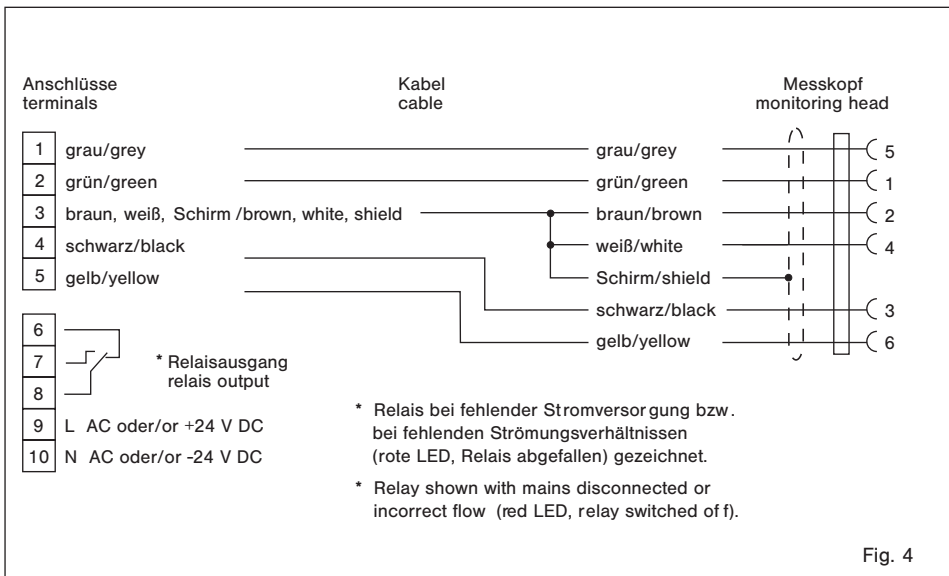 Anschlüsse
terminals
Kabel
cable
Messkopf
monitoring head
1 grau/grey grau/grey 5
2 grün/green grün/green 1
3 braun, weiß, Schirm /brown, white, shield braun/brown 2
4 schwarz/black weiß/white 4
5 gelb/yellow Schirm/shield
schwarz/black 3
gelb/yellow 6
6
7
8
* Relaisausgang
relais output
9 L AC oder/or +24 V DC
10 N AC oder/or -24 V DC
* Relais bei fehlender Stromversorgung bzw.
bei fehlenden Strömungsverhältnissen
(rote LED, Relais abgefallen) gezeichnet.
* Relay shown with mains disconnected or
incorrect flow (red LED, relay switched off).
Fig. 4